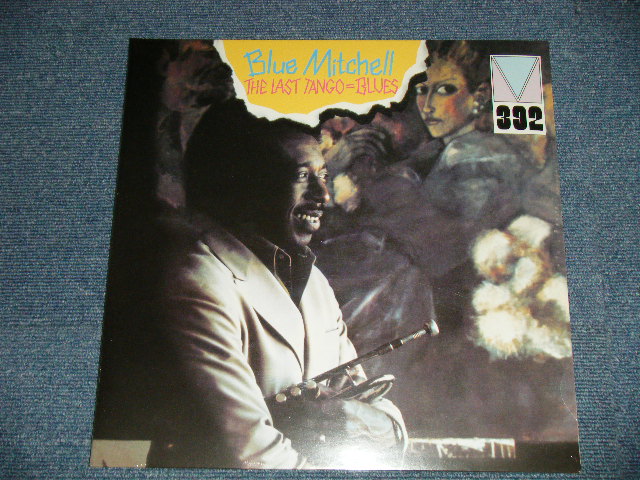 Blue Mitchell
THE LAST TANGO=BLUES
392